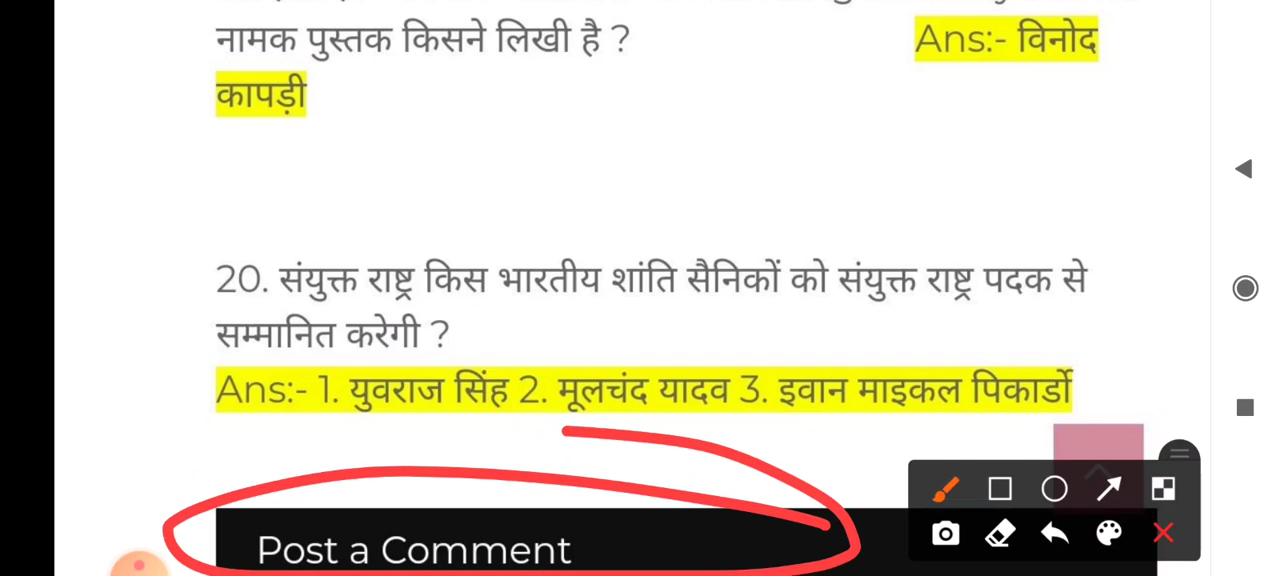 नामक पुस्तक किसने लिखी है ? Ans:- विनोद
कापड़ी
20. संयुक्त राष्ट्र किस भारतीय शांति सैनिकों को संयुक्त राष्ट्र पदक से
सम्मानित करेगी ?
Ans:- 1. युवराज सिंह 2. मूलचंद यादव 3. इवान माइकल पिकार्डो
Post a Comment